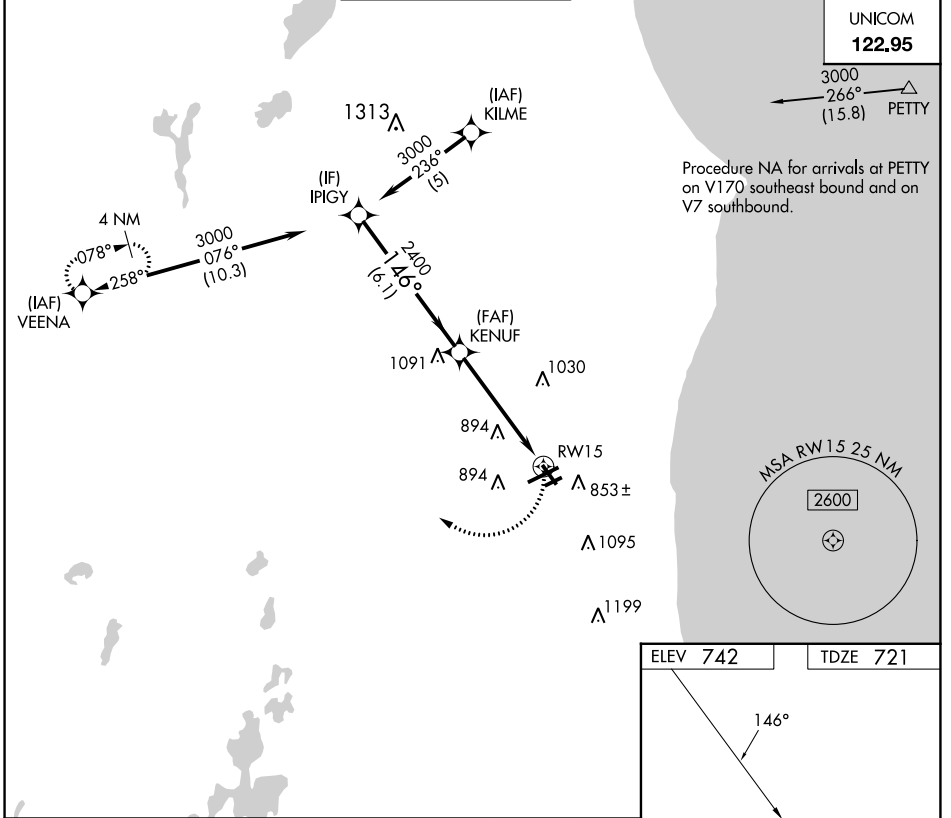 UNICOM
122.95
3000
266°
(15.8)
PETTY
Procedure NA for arrivals at PETTY
on V170 southeast bound and on
V7 southbound.
1313
(IAF)
KILME
3000
236°
(5)
(IF)
IPIGY
4 NM
078°
258°
3000
076°
(10.3)
(IAF)
VEENA
2400
146°
(6.1)
(FAF)
KENUF
1091
1030
894
RW15
894
853±
1095
1199
MSA RW15 25 NM
2600
ELEV 742
TDZE 721
146°